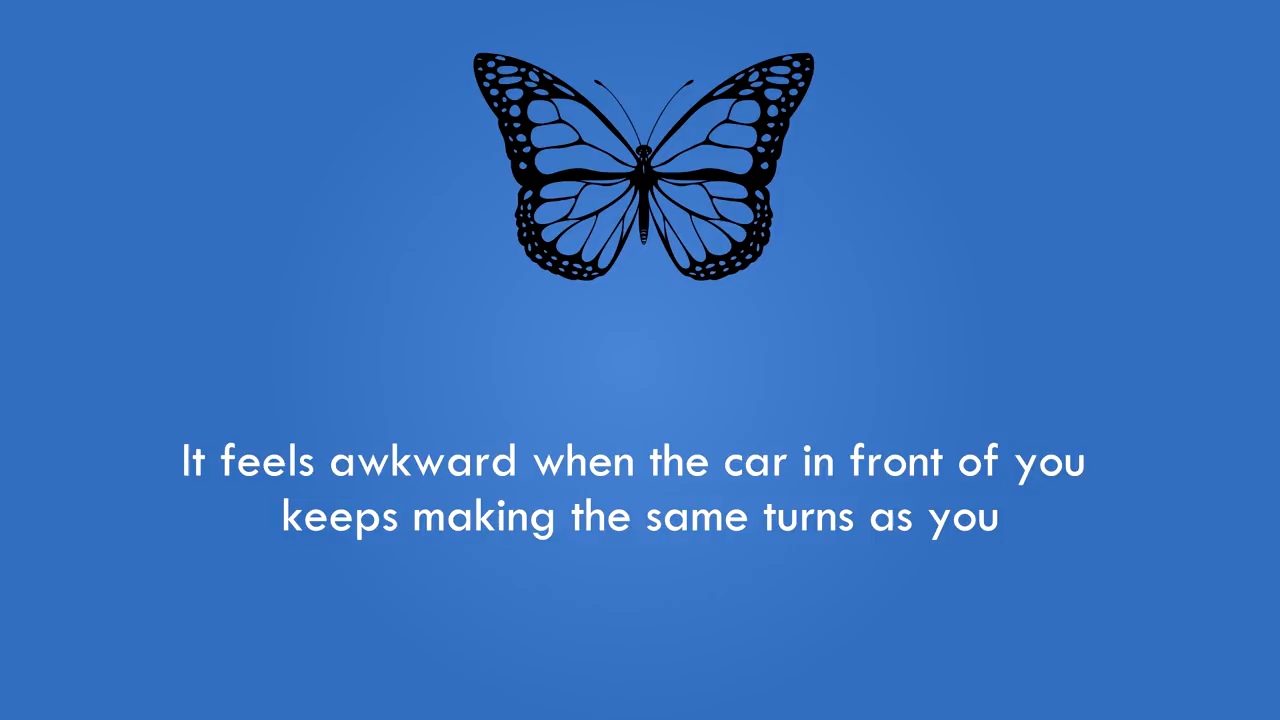 It feels awkward when the car in front of you
keeps making the same turns as you